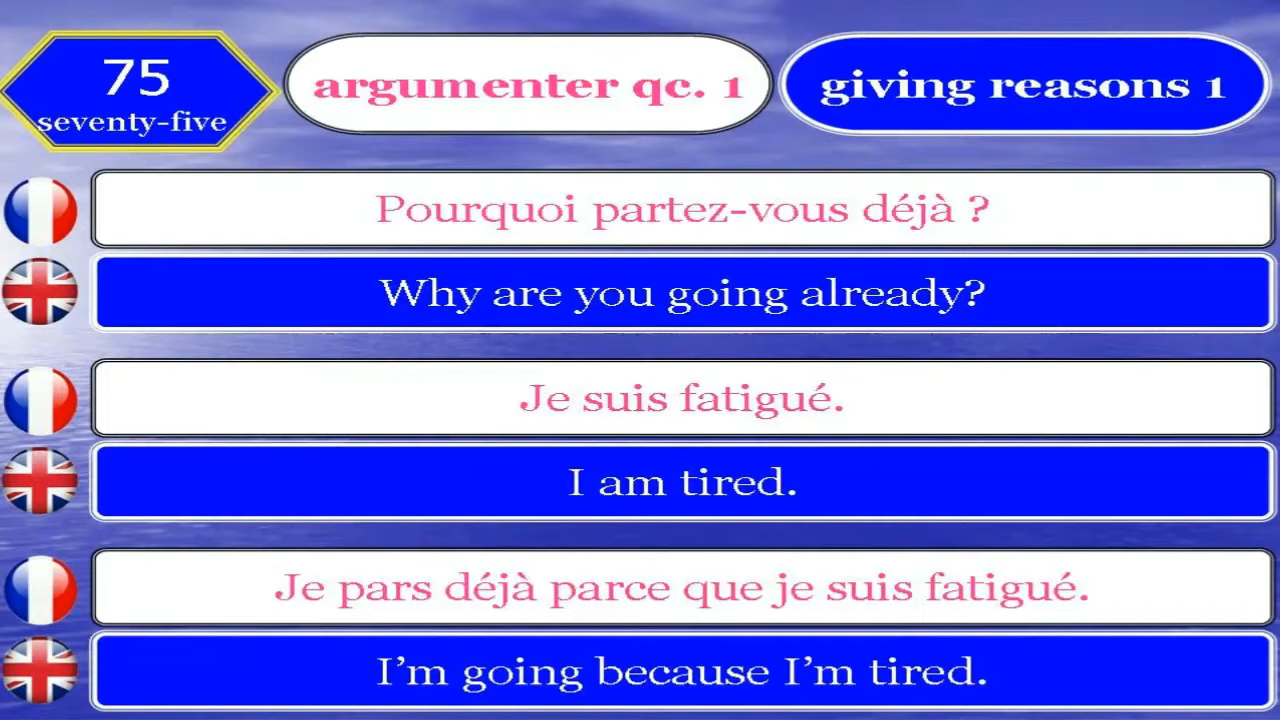 75
seventy-five
argumenter qc. 1
giving reasons 1
Pourquoi partez-vous déjà ?
Why are you going already?
Je suis fatigué.
I am tired.
Je pars déjà parce que je suis fatigué.
I’m going because I’m tired.